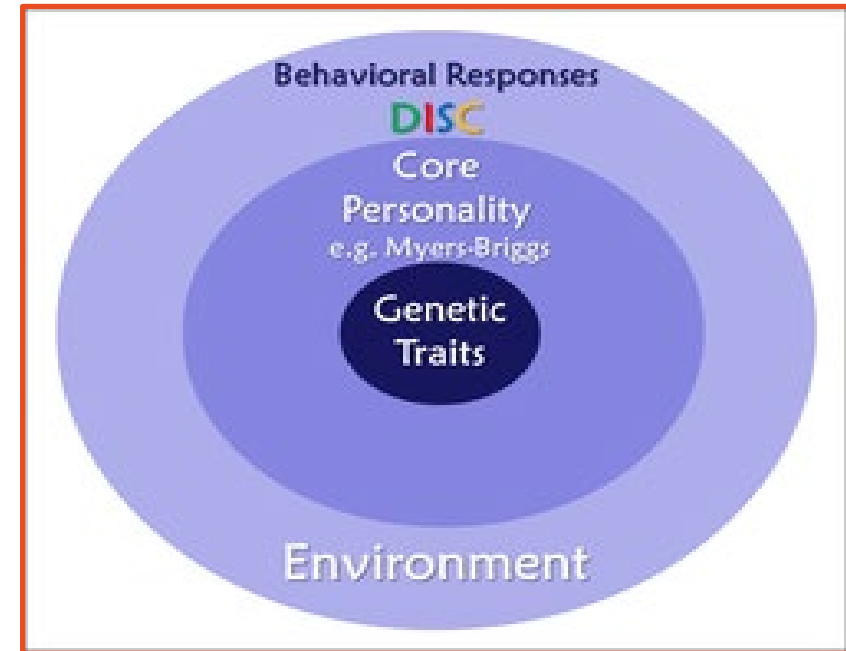 Behavioral Responses
DISC
Core
Personality
e.g. Myers-Briggs
Genetic
Traits
Environment